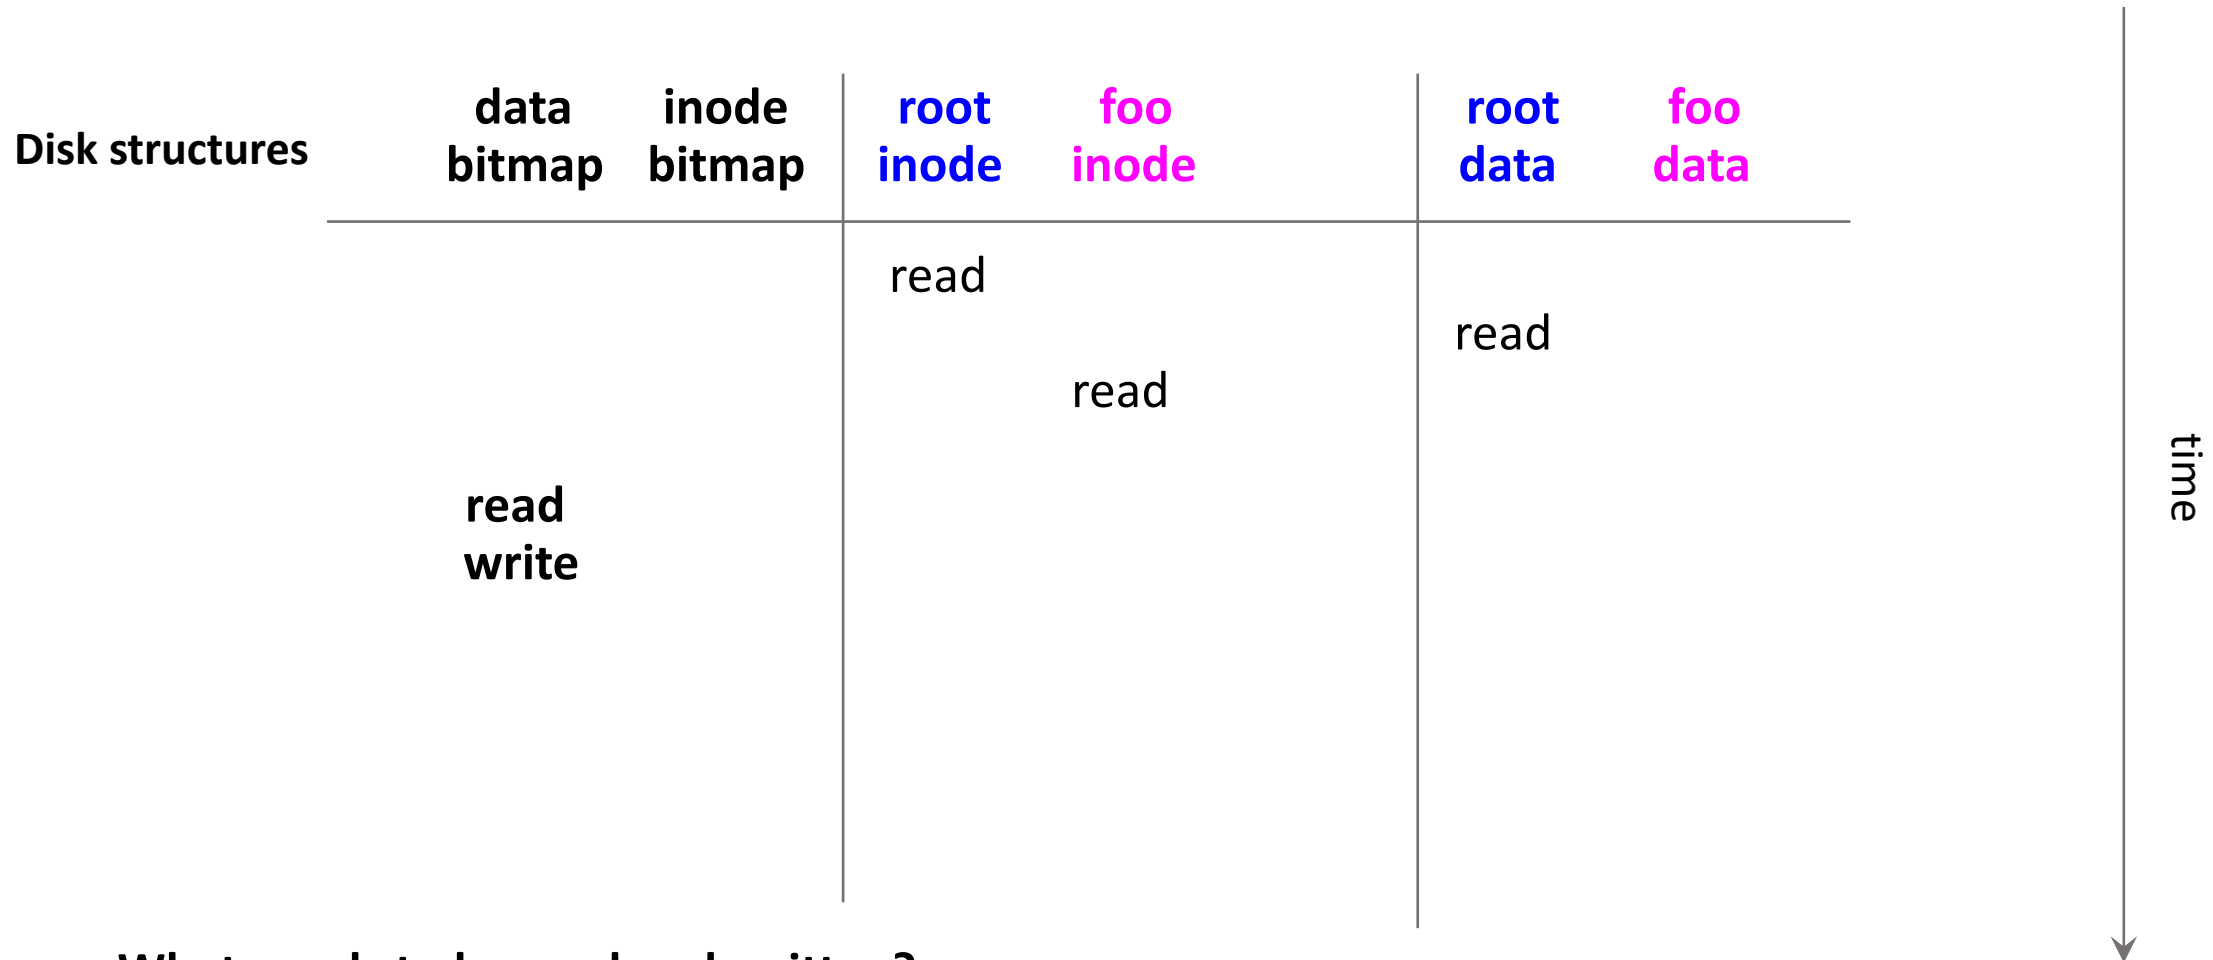 Disk structures
data bitmap
inode bitmap
root inode
foo inode
root data
foo data
read
read
read
read
write
time